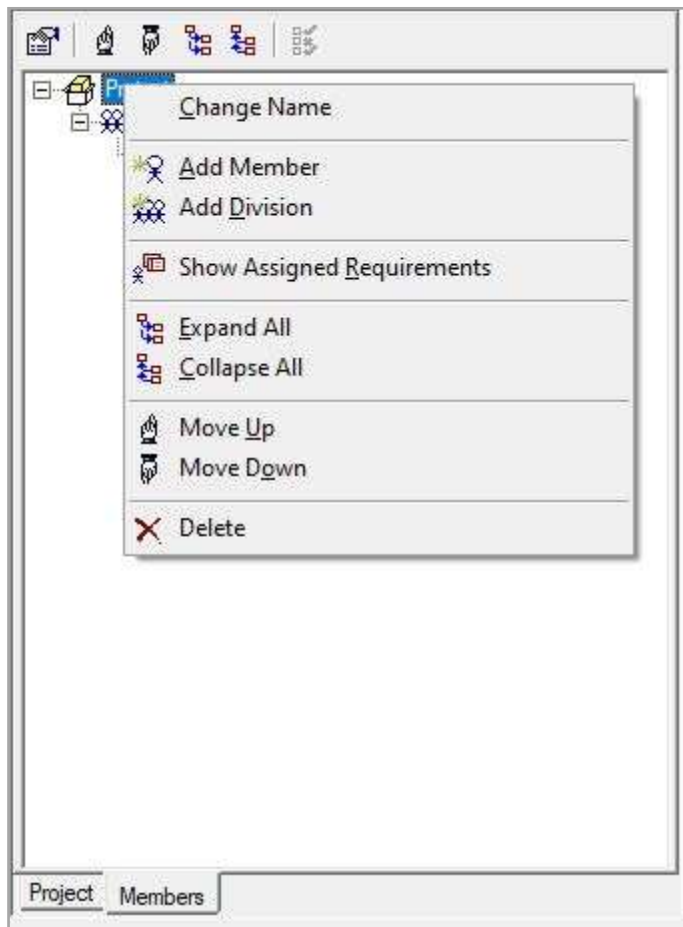 Change Name
Add Member
Add Division
Show Assigned Requirements
Expand All
Collapse All
Move Up
Move Down
Delete
Project Members